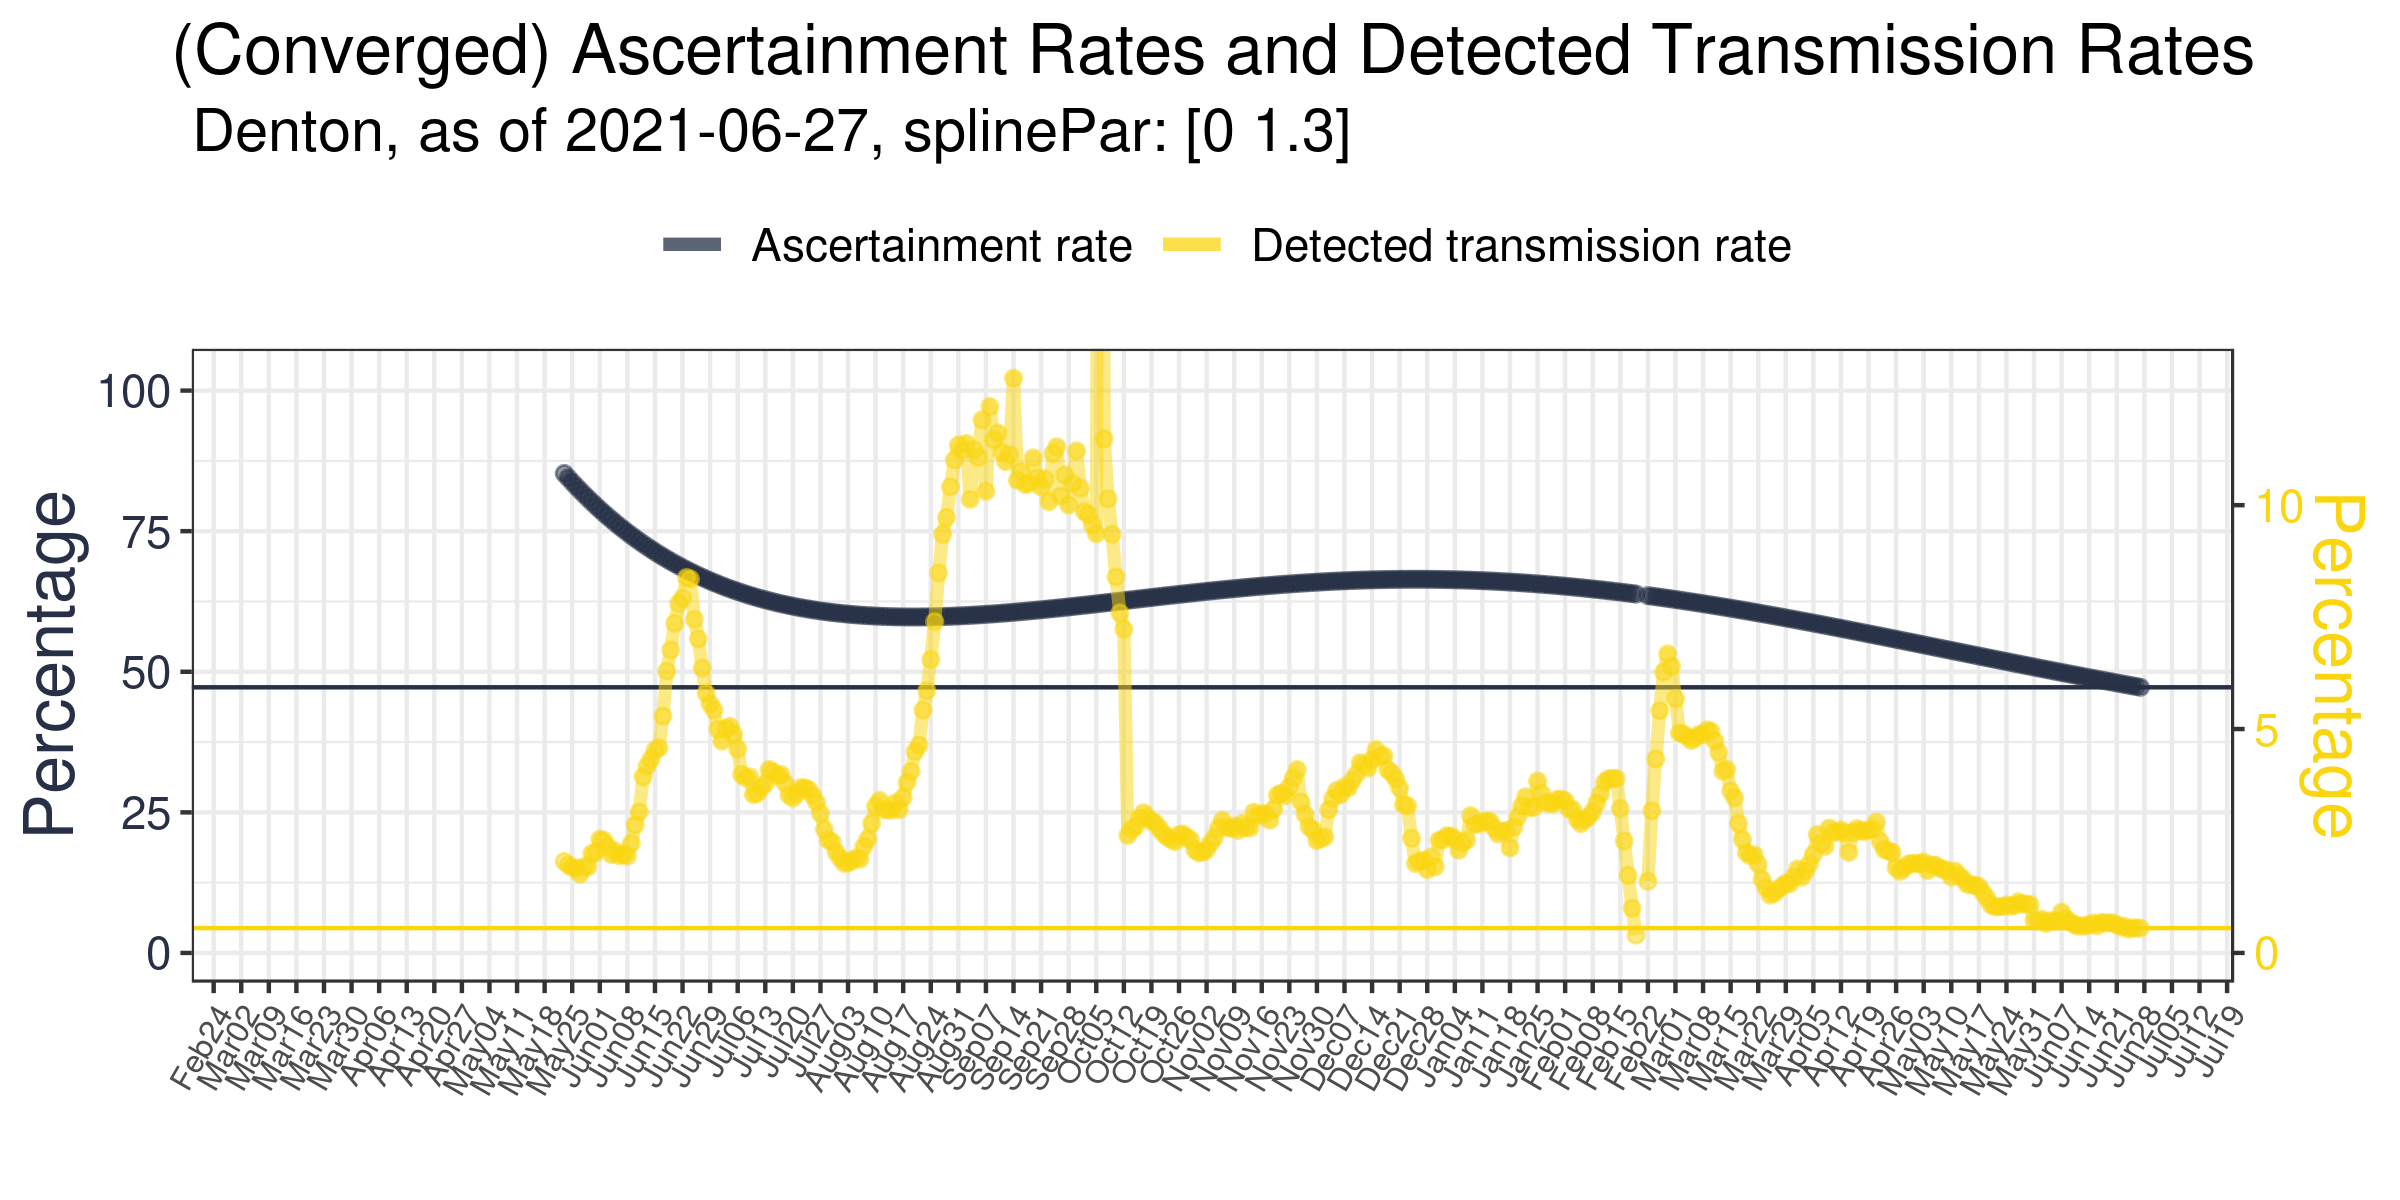 (Converged) Ascertainment Rates and Detected Transmission Rates
Denton, as of 2021-06-27, splinePar: [0 1.3]
Ascertainment rate
Detected transmission rate
Percentage
100
75
50
25
0
10
5
0
Percentage
Feb24
Mar02
Mar09
Mar16
Mar23
Mar30
Apr06
Apr13
Apr20
Apr27
May04
May11
May18
May25
Jun01
Jun08
Jun15
Jun22
Jun29
Jul06
Jul13
Jul20
Jul27
Aug03
Aug10
Aug17
Aug24
Aug31
Sep07
Sep14
Sep21
Sep28
Oct05
Oct12
Oct19
Oct26
Nov02
Nov09
Nov16
Nov23
Nov30
Dec07
Dec14
Dec21
Dec28
Jan04
Jan11
Jan18
Jan25
Feb01
Feb08
Feb15
Feb22
Mar01
Mar08
Mar15
Mar22
Mar29
Apr05
Apr12
Apr19
Apr26
May03
May10
May17
May24
May31
Jun07
Jun14
Jun21
Jun28
Jul05
Jul12
Jul19